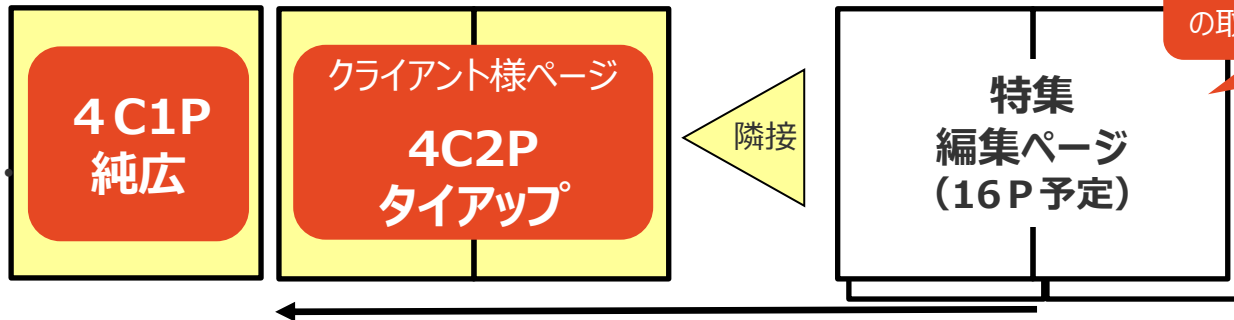 ４C1P
純広
クライアント様ページ
4C2P
タイアップ
隣接
特集
編集ページ
（16Ｐ予定）
の取